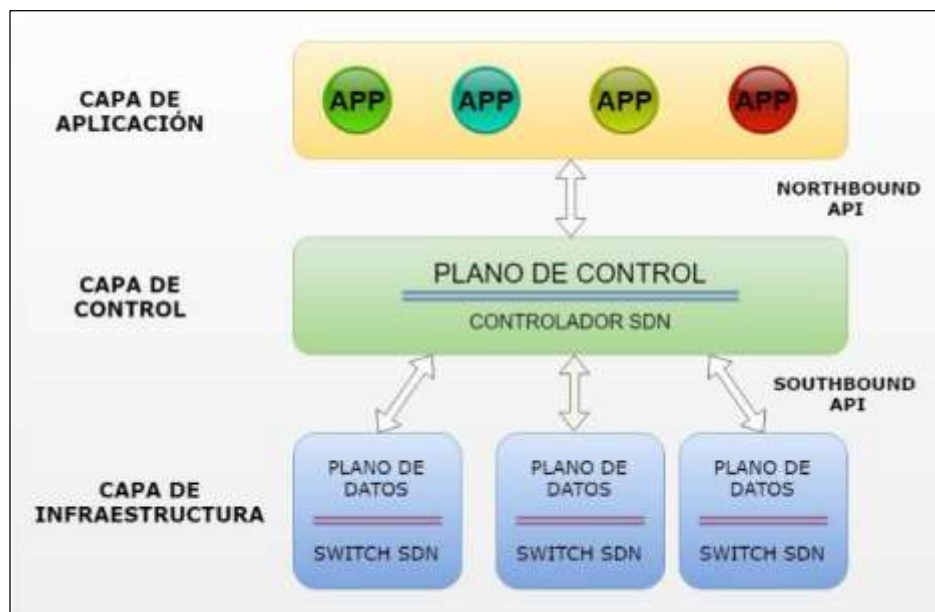 CAPA DE
APLICACIÓN
APP
APP
APP
APP
NORTHBOUND
API
CAPA DE
CONTROL
PLANO DE CONTROL
CONTROLADOR SDN
SOUTHBOUND
API
CAPA DE
INFRAESTRUCTURA
PLANO DE
DATOS
SWITCH SDN
PLANO DE
DATOS
SWITCH SDN
PLANO DE
DATOS
SWITCH SDN